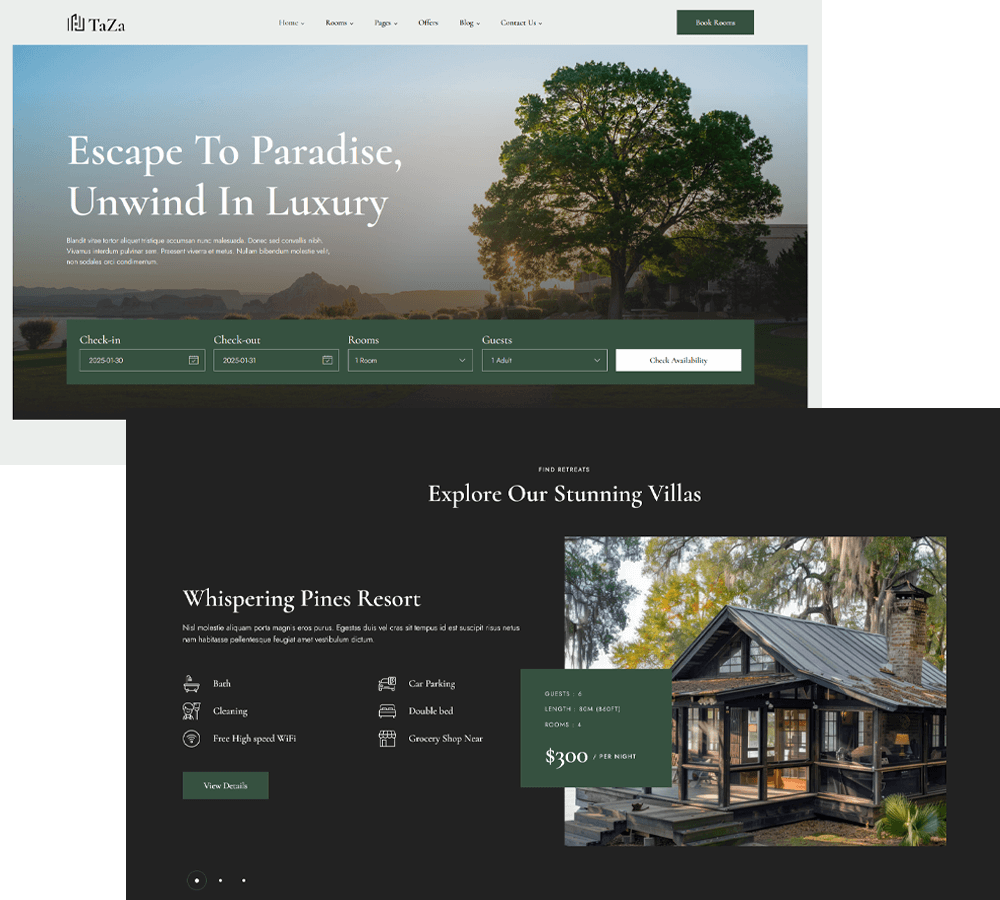 TaZa
Home
Rooms
Pages
Offers
Blog
Contact Us
Book Rooms
Escape To Paradise,
Unwind In Luxury
Blandit vitae tortor aliquet tristique accumsan nunc malesuada. Donec sed convallis nibh.
Vivamus interdum pulvinar sem. Praesent viverra et metus. Nullam bibendum molestie velit,
non sodales orci condimentum.
Check-in
Check-out
Rooms
Guests
2025-01-30
2025-01-31
1 Room
1 Adult
Check Availability
FIND RETREATS
Explore Our Stunning Villas
Whispering Pines Resort
Nisl molestie aliquam porta magnis eros purus. Egestas duis vel cras sit tempus id est suscipit risus netus
nam habitasse pellentesque feugiat amet vestibulum dictum.
Bath
Car Parking
Cleaning
Double bed
Free High speed WiFi
Grocery Shop Near
View Details
GUESTS : 6
LENGTH : 80M (860FT)
ROOMS : 4
$300 / PER NIGHT